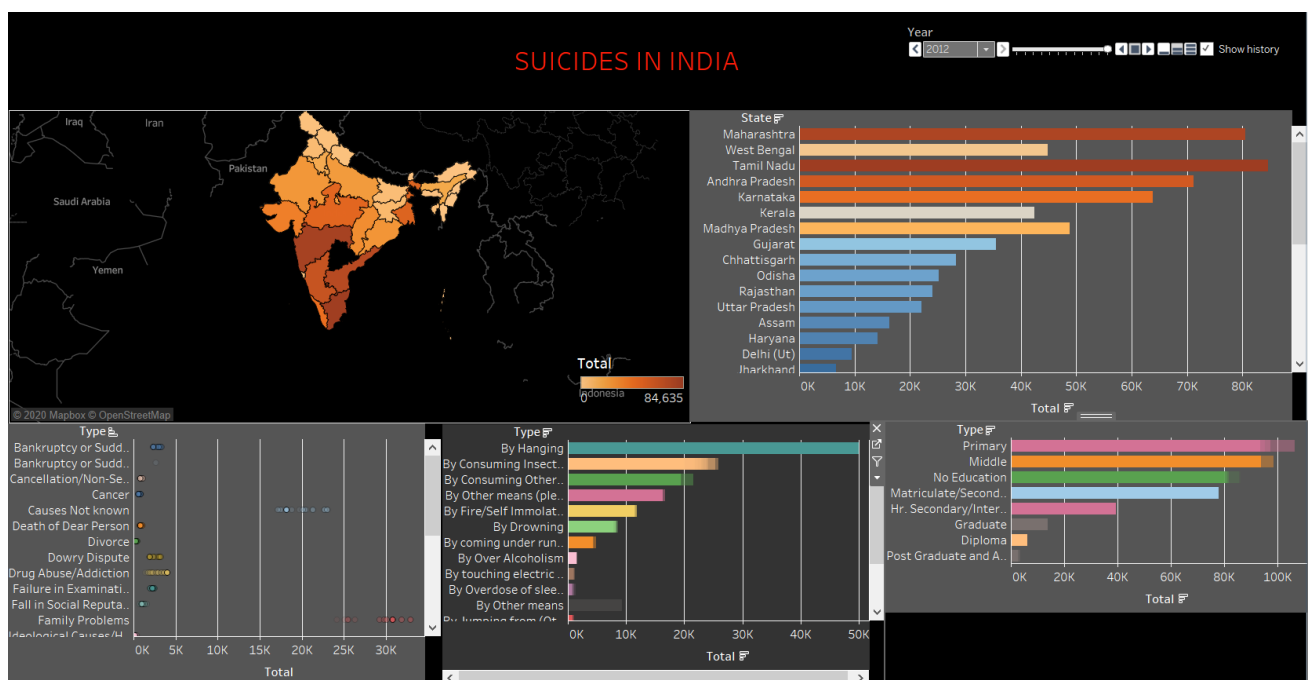 SUICIDES IN INDIA
Year
2012
Show history
Iraq
Iran
Pakistan
Saudi Arabia
Yemen
Indonesia
Total
0
84,635
© 2020 Mapbox © OpenStreetMap
State
Maharashtra
West Bengal
Tamil Nadu
Andhra Pradesh
Karnataka
Kerala
Madhya Pradesh
Gujarat
Chhattisgarh
Odisha
Rajasthan
Uttar Pradesh
Assam
Haryana
Delhi (Ut)
Jharkhand
0K 10K 20K 30K 40K 50K 60K 70K 80K
Total
Type
Bankruptcy or Sudd..
Bankruptcy or Sudd..
Cancellation/Non-Se..
Cancer
Causes Not known
Death of Dear Person
Divorce
Dowry Dispute
Drug Abuse/Addiction
Failure in Examinati..
Fall in Social Reputa..
Family Problems
Ideological Causes/H..
0K 5K 10K 15K 20K 25K 30K
Total
Type
By Hanging
By Consuming Insect..
By Consuming Other..
By Other means (ple..
By Fire/Self Immolat..
By Drowning
By coming under run..
By Over Alcoholism
By touching electric ..
By Overdose of slee..
By Other means
By Jumping from (Ot..
0K 10K 20K 30K 40K 50K
Total
Type
Primary
Middle
No Education
Matriculate/Second..
Hr. Secondary/Inter..
Graduate
Diploma
Post Graduate and A..
0K 20K 40K 60K 80K 100K
Total